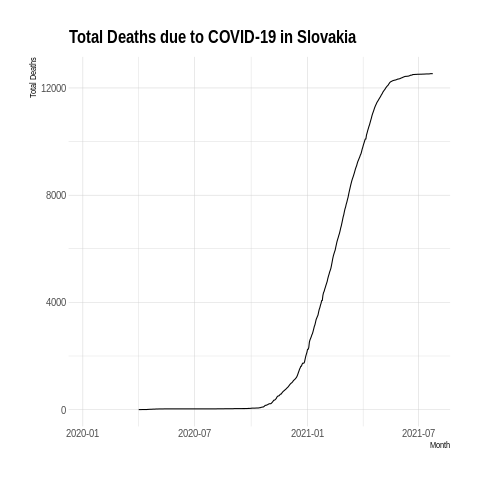 Total Deaths due to COVID-19 in Slovakia
Total Deaths
12000
8000
4000
0
2020-01 2020-07 2021-01 2021-07
Month